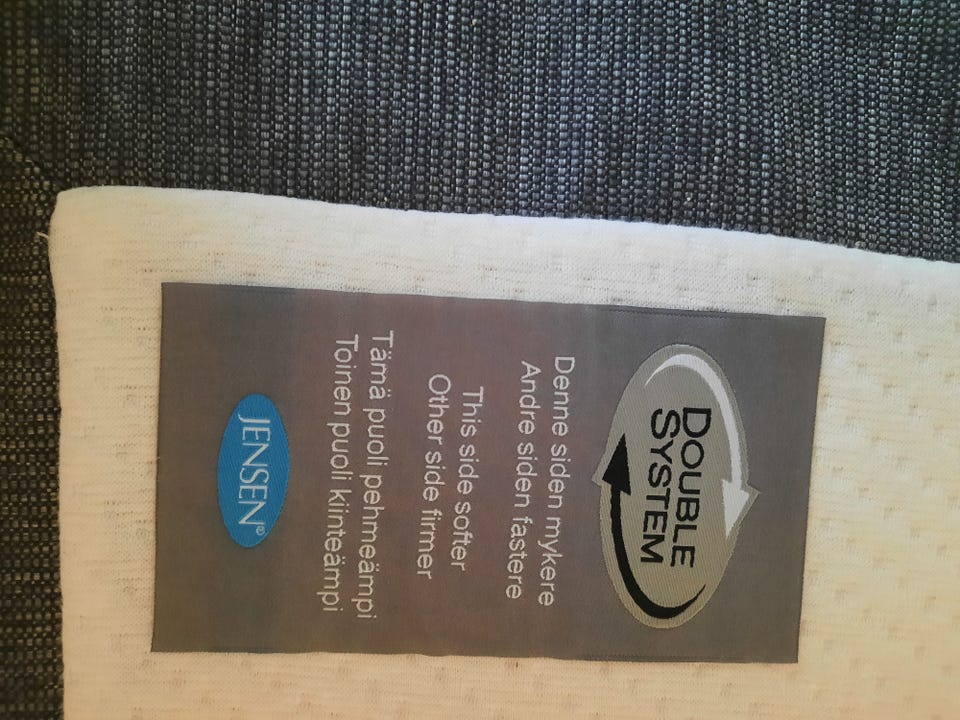 DOUBLE
SYSTEM
Denne siden mykere
Andre siden fastere
This side softer
Other side firmer
Tämä puoli pehmeämpi
Toinen puoli kiinteämpi
JENSEN®